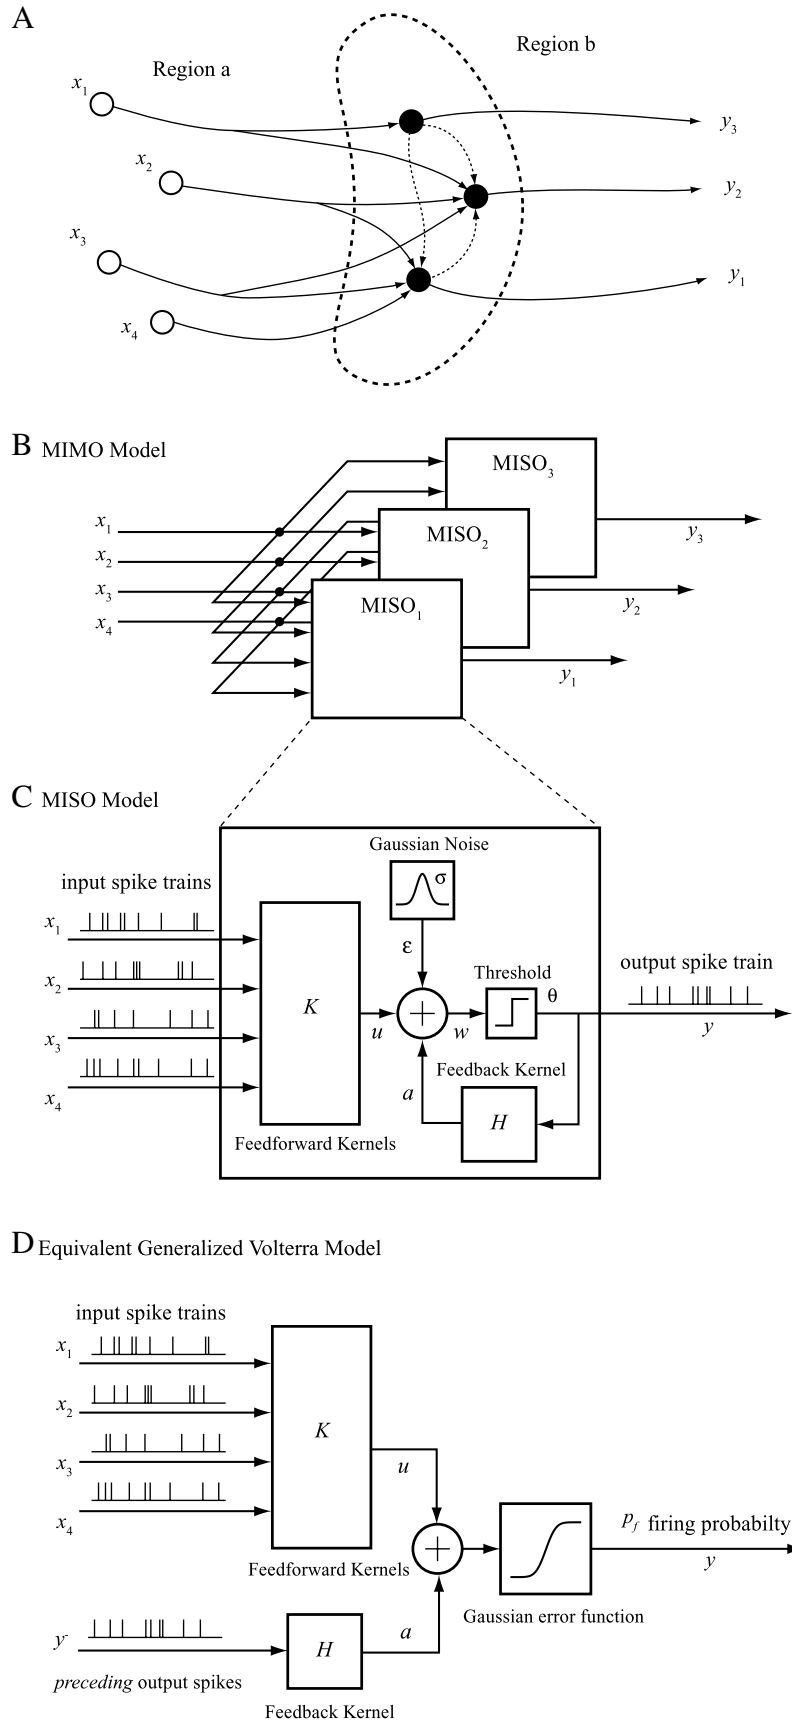 A
Region a
Region b
x1
x2
x3
x4
y3
y2
y1
B MIMO Model
MISO3
MISO2
MISO1
x1
x2
x3
x4
y3
y2
y1
C MISO Model
Gaussian Noise
σ
input spike trains
x1
x2
x3
x4
K
Feedforward Kernels
ε
u
w
a
Threshold
θ
Feedback Kernel
H
output spike train
y
D Equivalent Generalized Volterra Model
input spike trains
x1
x2
x3
x4
K
u
Feedforward Kernels
pf firing probabilty
y
Gaussian error function
y-
H
a
preceding output spikes
Feedback Kernel